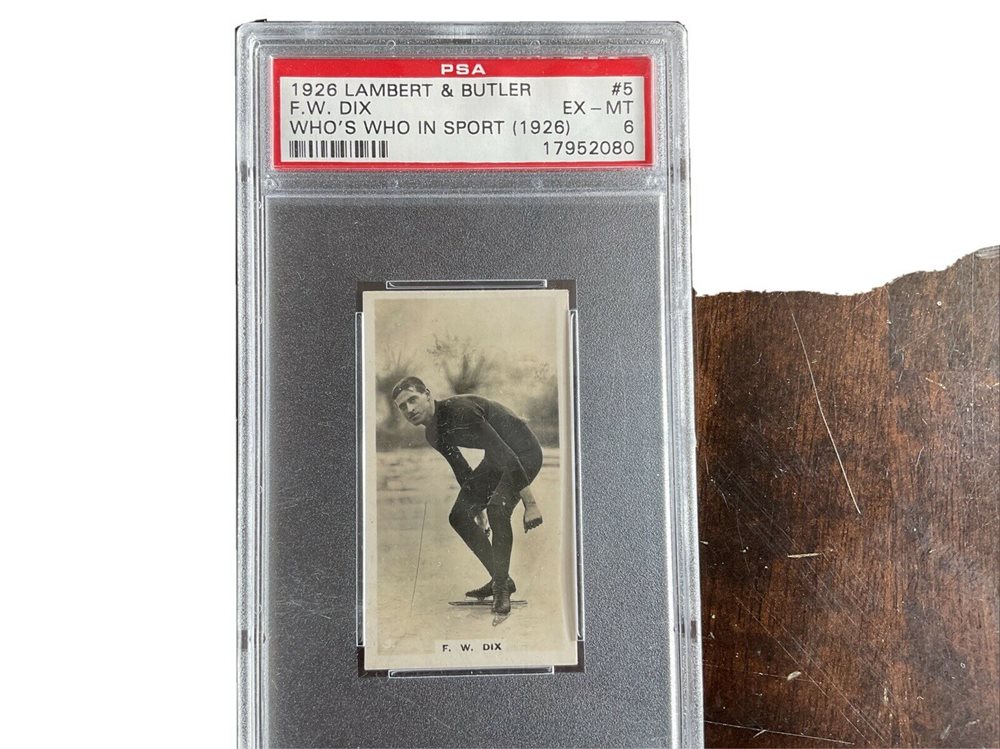 PSA
1926 LAMBERT & BUTLER #5
F.W. DIX EX – MT
WHO'S WHO IN SPORT (1926) 6
17952080
F. W. DIX